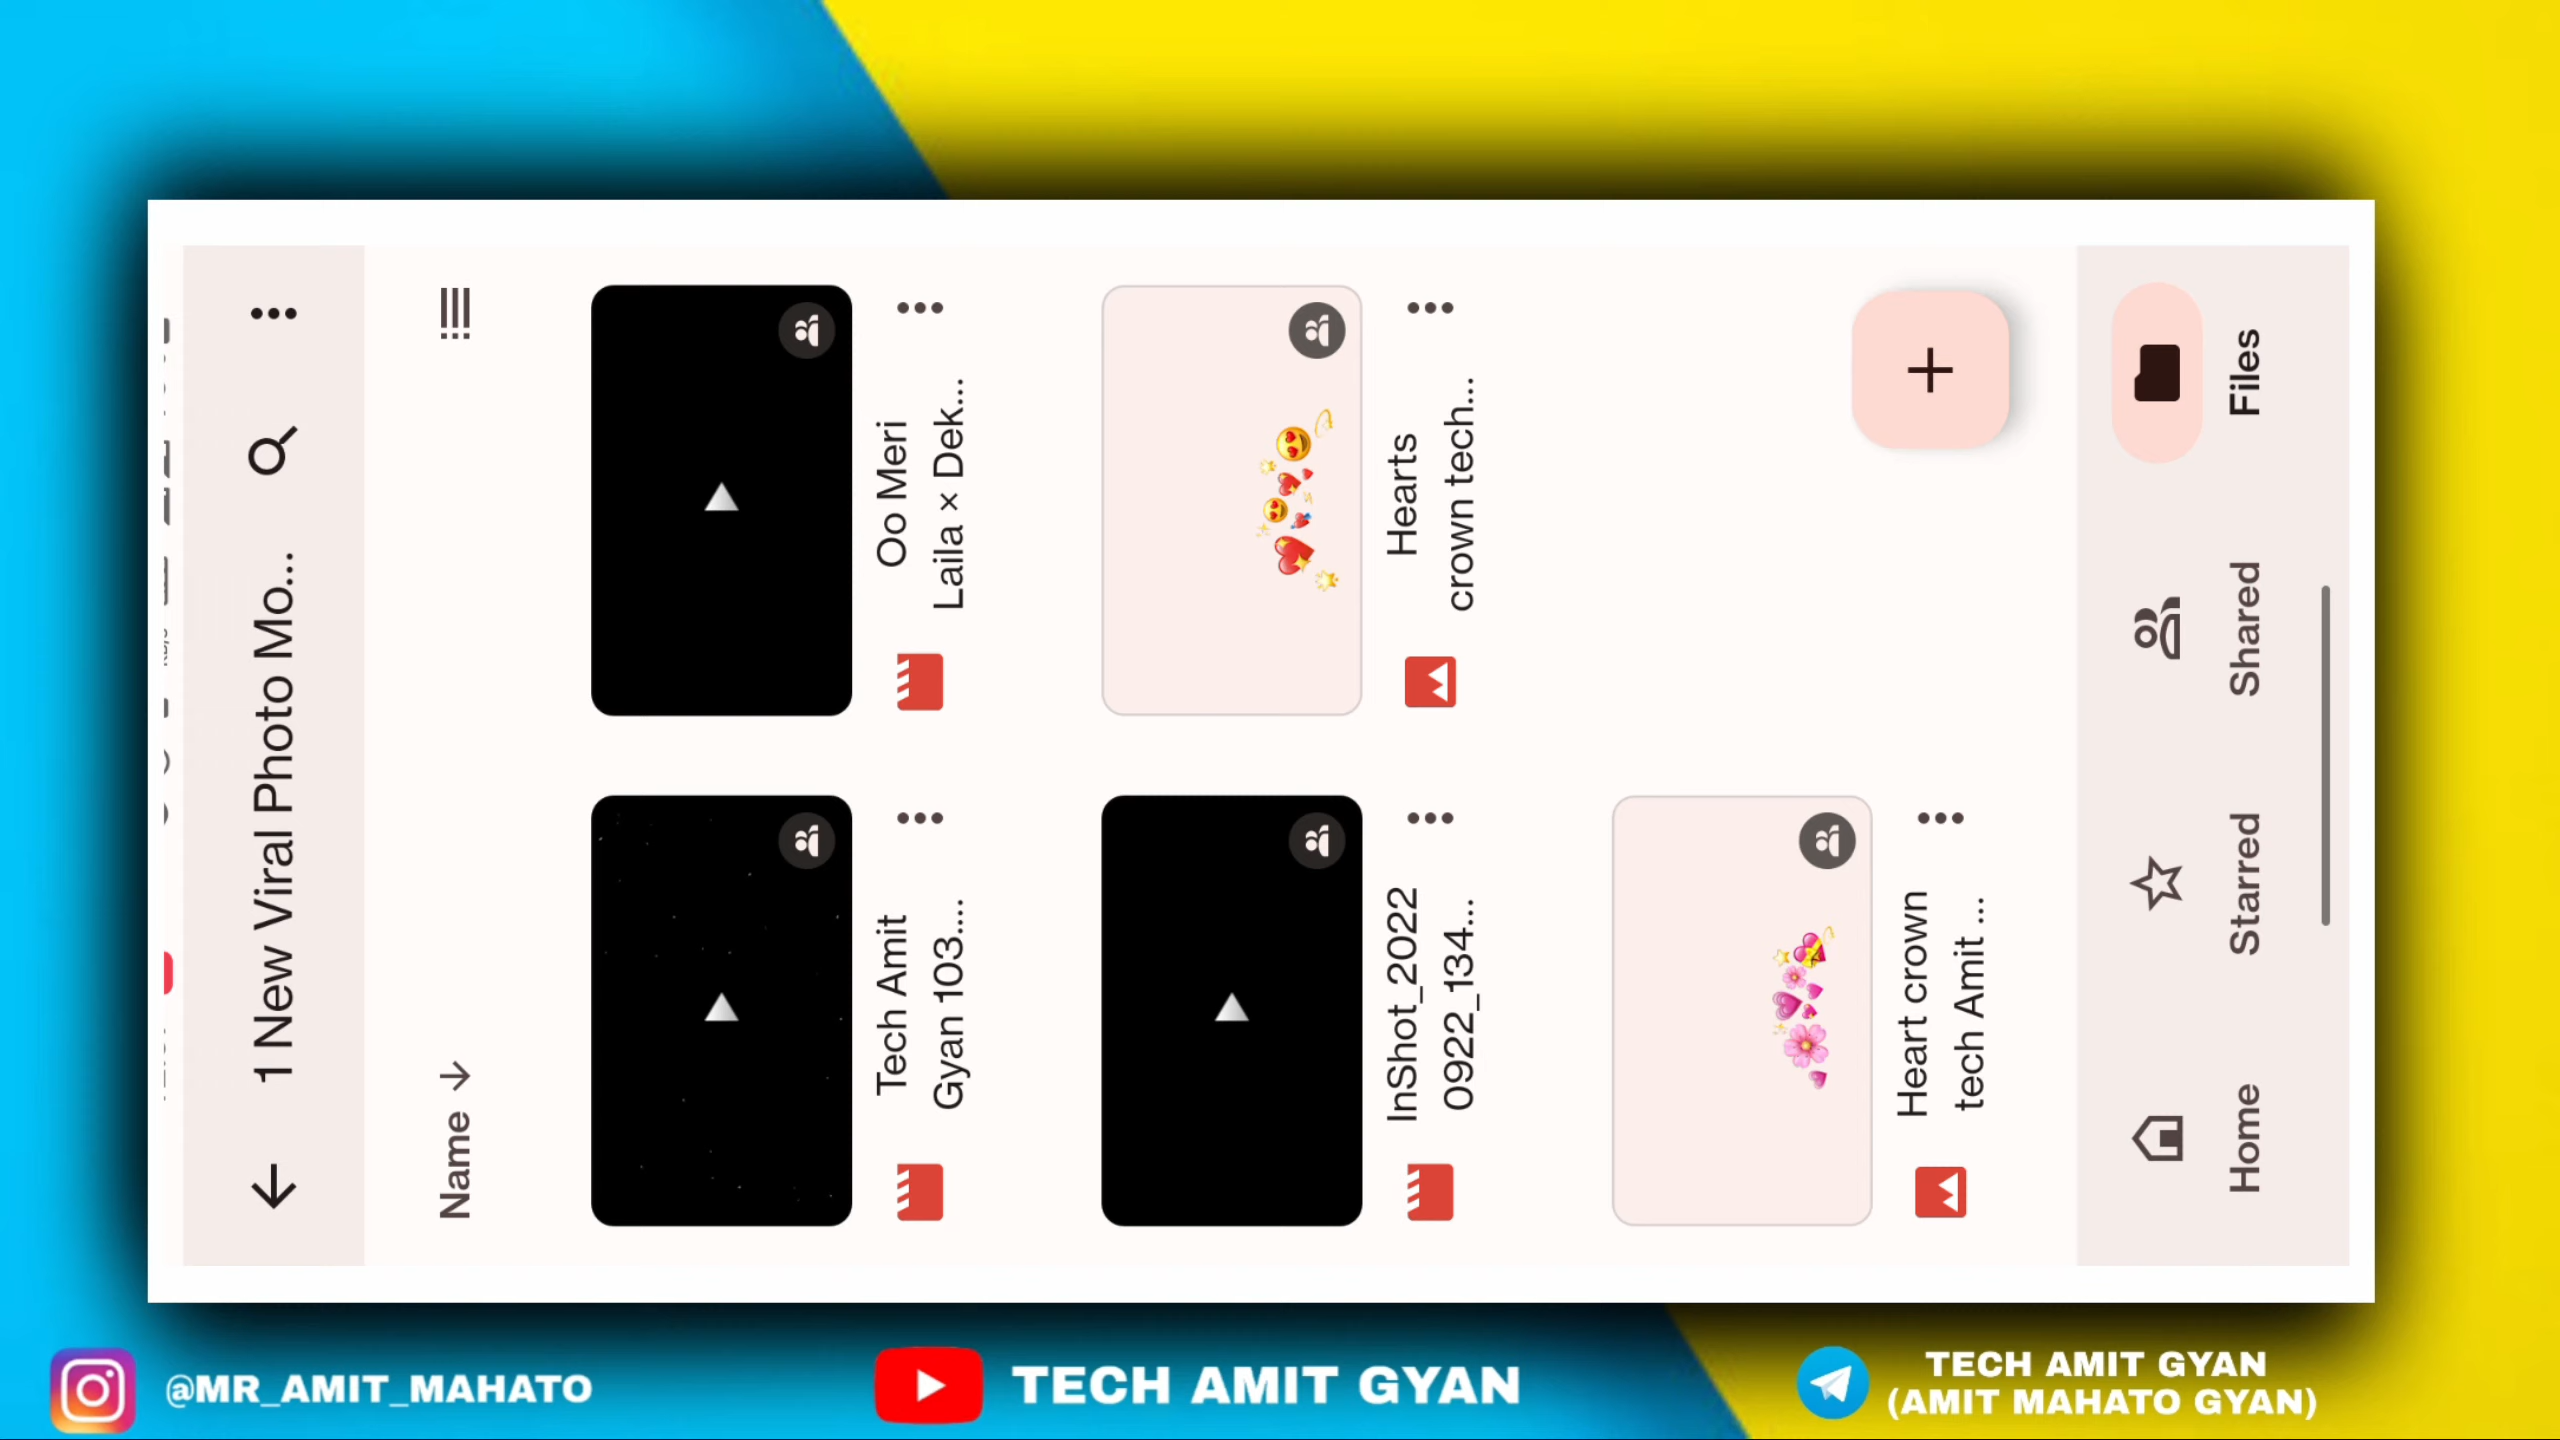 1 New Viral Photo Mo...
Name
Tech Amit
Gyan 103...
Oo Meri
Laila × Dek...
InShot_2022
0922_134...
Hearts
crown tech...
Heart crown
tech Amit ...
Home
Starred
Shared
Files
@MR_AMIT_MAHATO
TECH AMIT GYAN
TECH AMIT GYAN
(AMIT MAHATO GYAN)